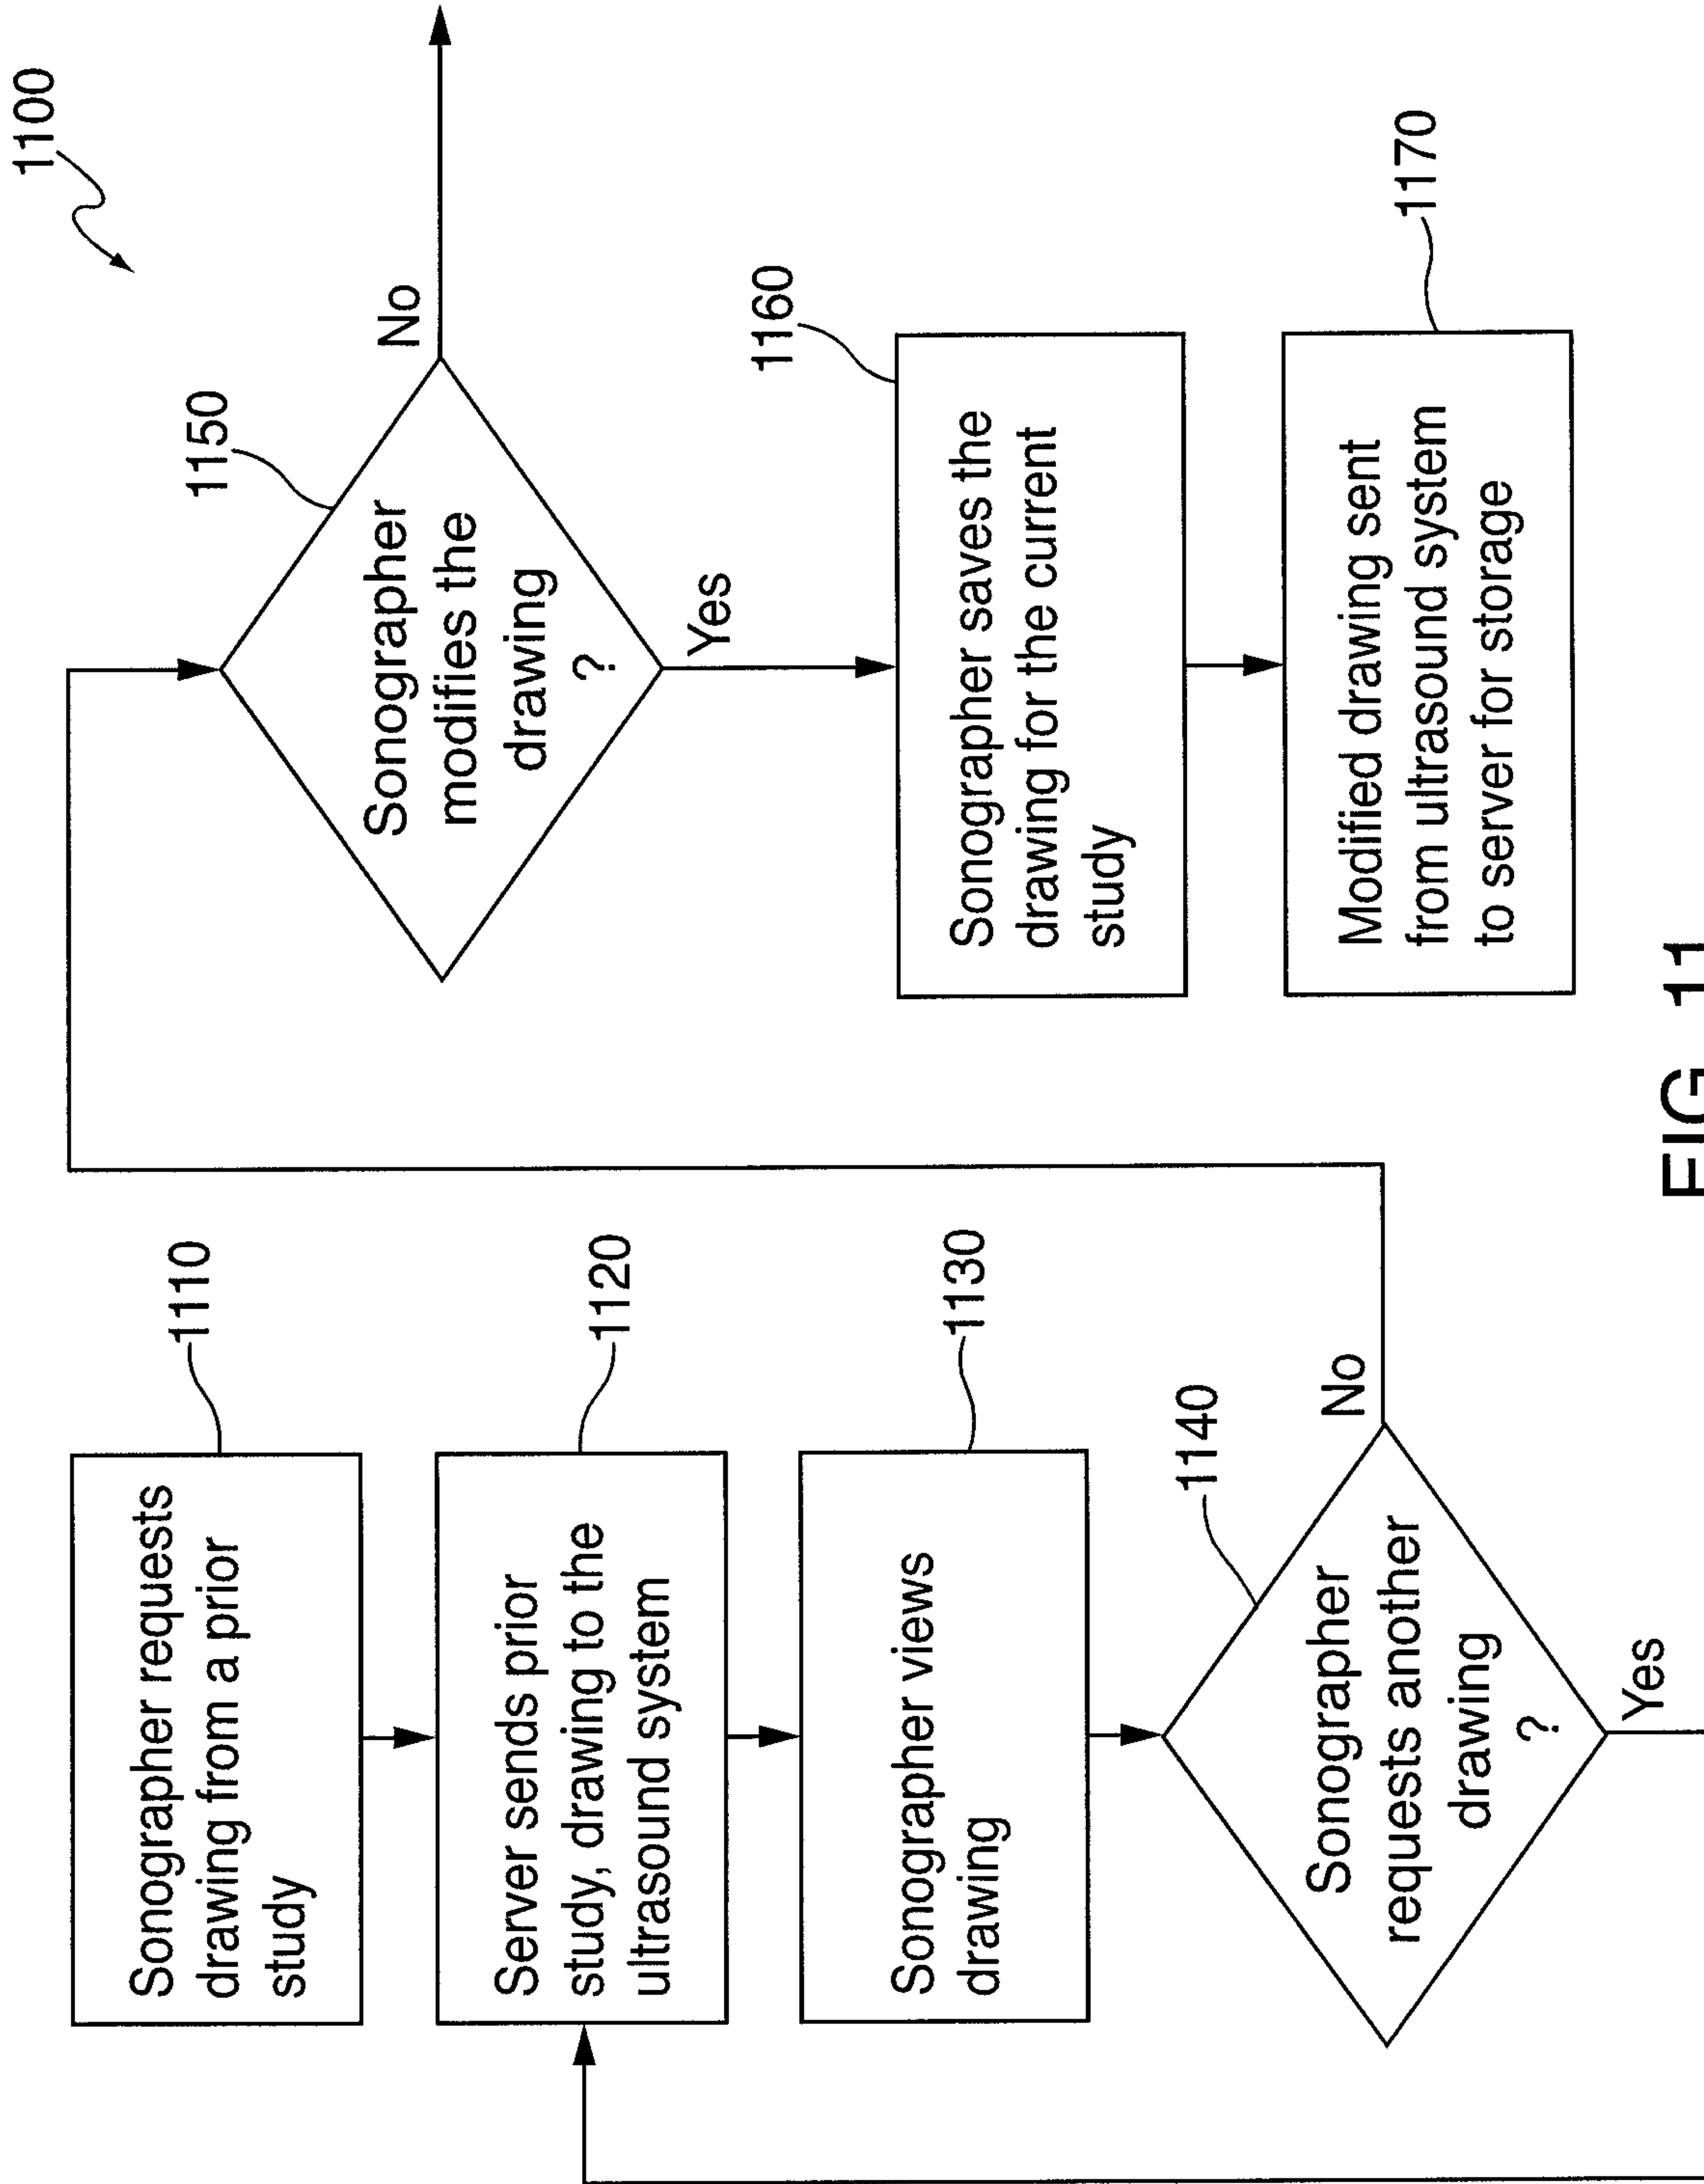 1100
1110
Sonographer requests
drawing from a prior
study
1120
Server sends prior
study, drawing to the
ultrasound system
1130
Sonographer views
drawing
1140
Sonographer
requests another
drawing
?
No
Yes
1150
Sonographer
modifies the
drawing
?
No
Yes
1160
Sonographer saves the
drawing for the current
study
1170
Modified drawing sent
from ultrasound system
to server for storage
FIG. 11